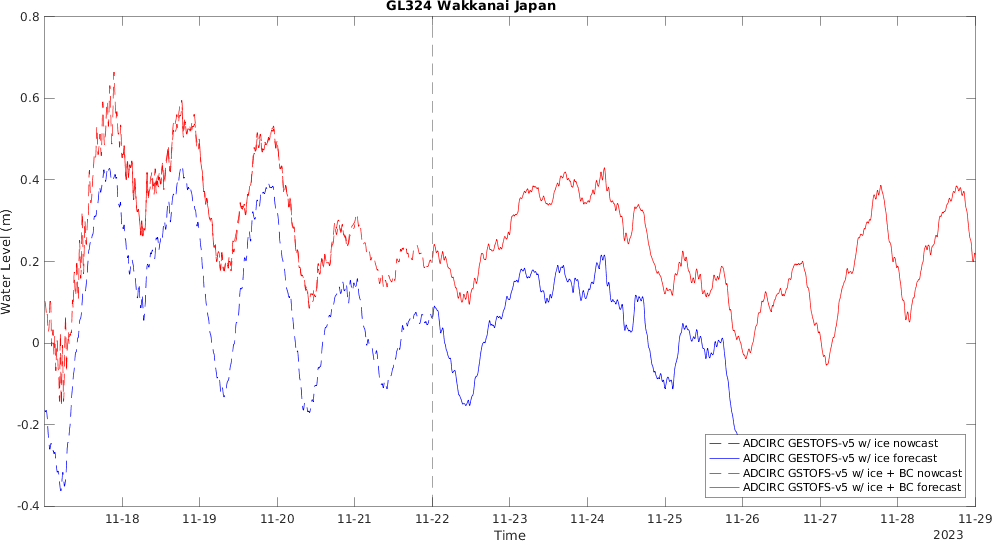 GL324 Wakkanai Japan
0.8
0.6
0.4
0.2
0
-0.2
-0.4
Water Level (m)
11-18
11-19
11-20
11-21
11-22
11-23
11-24
11-25
11-26
11-27
11-28
11-29
Time
2023
ADCIRC GESTOFS-v5 w/ ice nowcast
ADCIRC GESTOFS-v5 w/ ice forecast
ADCIRC GSTOFS-v5 w/ ice + BC nowcast
ADCIRC GSTOFS-v5 w/ ice + BC forecast